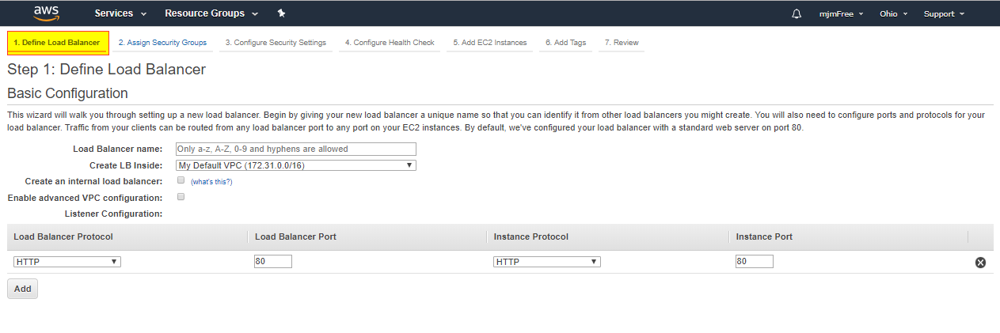 aws Services Resource Groups mjmFree Ohio Support
1. Define Load Balancer 2. Assign Security Groups 3. Configure Security Settings 4. Configure Health Check 5. Add EC2 Instances 6. Add Tags 7. Review
Step 1: Define Load Balancer
Basic Configuration
This wizard will walk you through setting up a new load balancer. Begin by giving your new load balancer a unique name so that you can identify it from other load balancers you might create. You will also need to configure ports and protocols for your
load balancer. Traffic from your clients can be routed from any load balancer port to any port on your EC2 instances. By default, we've configured your load balancer with a standard web server on port 80.
Load Balancer name: Only a-z, A-Z, 0-9 and hyphens are allowed
Create LB Inside: My Default VPC (172.31.0.0/16)
Create an internal load balancer: (what's this?)
Enable advanced VPC configuration:
Listener Configuration:
Load Balancer Protocol Load Balancer Port Instance Protocol Instance Port
HTTP 80 HTTP 80
Add